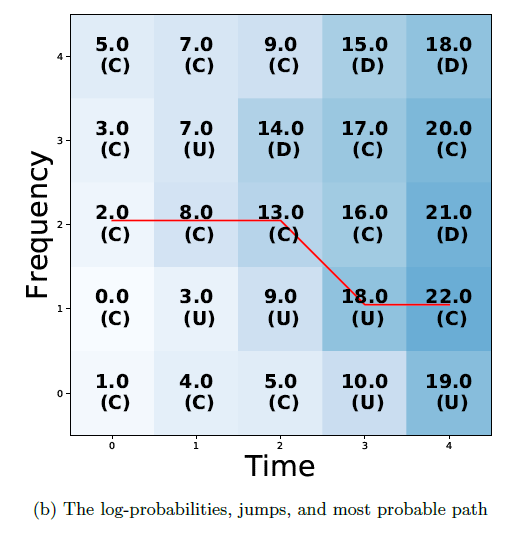 5.0 7.0 9.0 15.0 18.0
(C) (C) (C) (D) (D)
3.0 7.0 14.0 17.0 20.0
(C) (U) (D) (C) (C)
2.0 8.0 13.0 16.0 21.0
(C) (C) (C) (C) (D)
0.0 3.0 9.0 18.0 22.0
(C) (U) (U) (U) (C)
1.0 4.0 5.0 10.0 19.0
(C) (C) (C) (U) (U)
4
3
2
1
0
Frequency
0 1 2 3 4
Time
(b) The log-probabilities, jumps, and most probable path